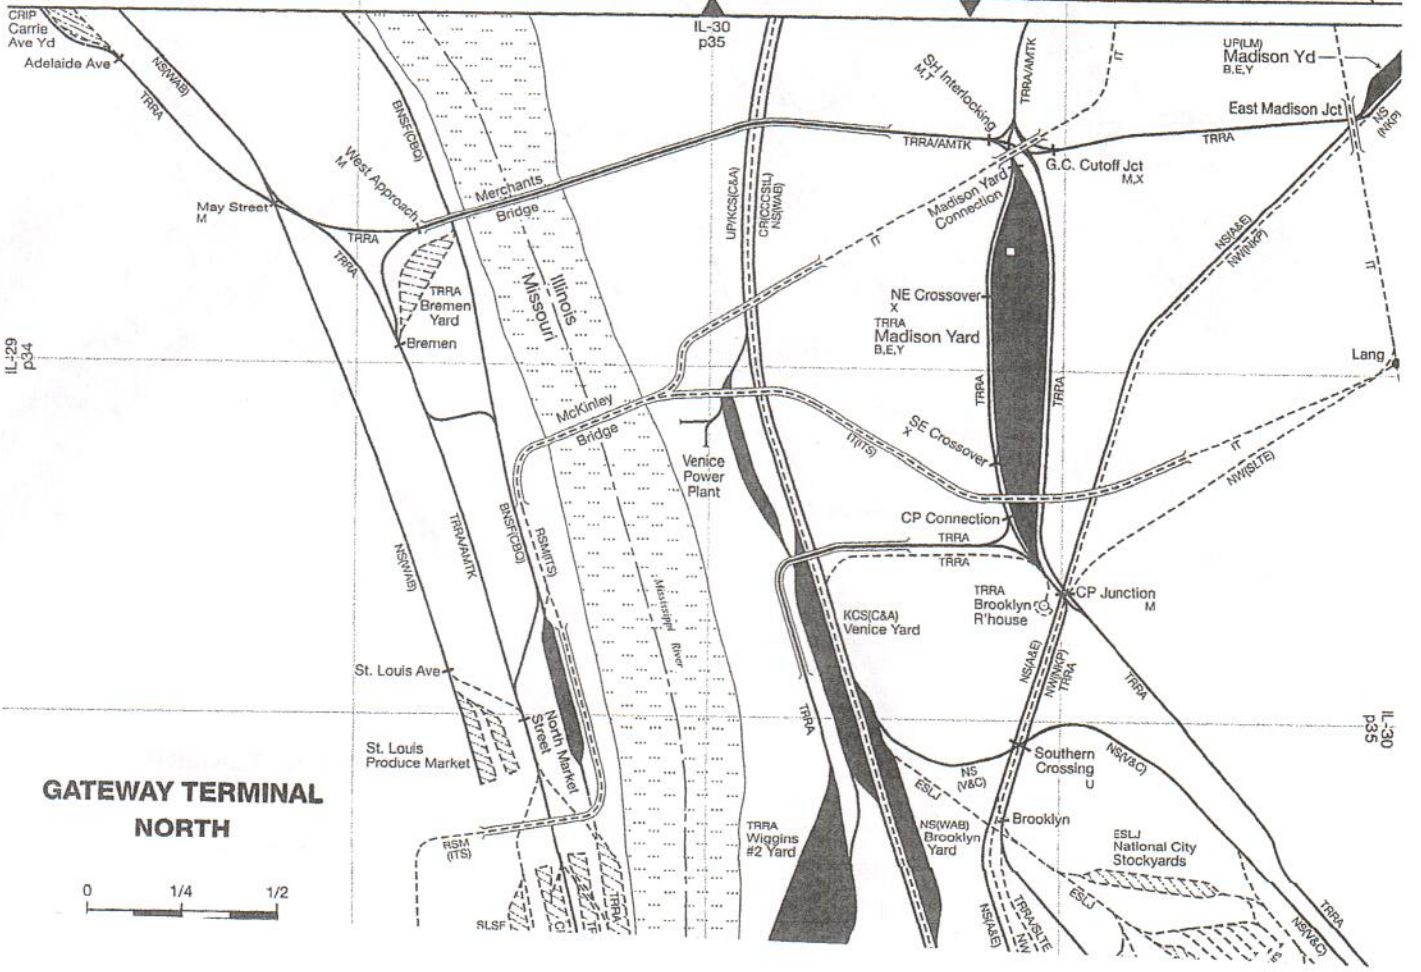 CRIP
Carrie
Ave Yd
Adelaide Ave
NS(WAB)
TRRA
BNSF(CBQ)
IL-30
p35
SH Interlocking
M,T
TRRA/AMTK
IT
UP(LM)
Madison Yd
B,E,Y
East Madison Jct
NS
(NKP)
TRRA
TRRA/AMTK
G.C. Cutoff Jct
M,X
West Approach
M
Merchants
Bridge
May Street
M
TRRA
TRRA
TRRA
Bremen
Yard
Bremen
Illinois
Missouri
UP/KCS(C&A)
CR(CCCSTL)
NS(WAB)
IT
Madison Yard
Connection
NS(A&E)
NW(NKP)
IT
NE Crossover
X
TRRA
Madison Yard
B,E,Y
IL-29
p34
Lang
TRRA
TRRA
McKinley
Bridge
SE Crossover
X
IT(ITS)
IT
NW(SLTE)
Venice
Power
Plant
CP Connection
TRRA
TRRA
BNSF(CBQ)
RSM(ITS)
TRRA/AMTK
NS(WAB)
Mississippi
River
TRRA
Brooklyn
R'house
CP Junction
M
KCS(C&A)
Venice Yard
NS(A&E)
NW(NKP)
TRRA
TRRA
St. Louis Ave
TRRA
North Market
Street
St. Louis
Produce Market
IL-30
p35
NS
(V&C)
Southern
Crossing
U
NS(V&C)
ESLJ
GATEWAY TERMINAL
NORTH
RSM
(ITS)
TRRA
Wiggins
#2 Yard
NS(WAB)
Brooklyn
Yard
Brooklyn
ESLJ
National City
Stockyards
ESLJ
0 1/4 1/2
SLSF
TRRA
NS(A&E)
NW
TRRA/SLTE
NS(V&C)
TRRA